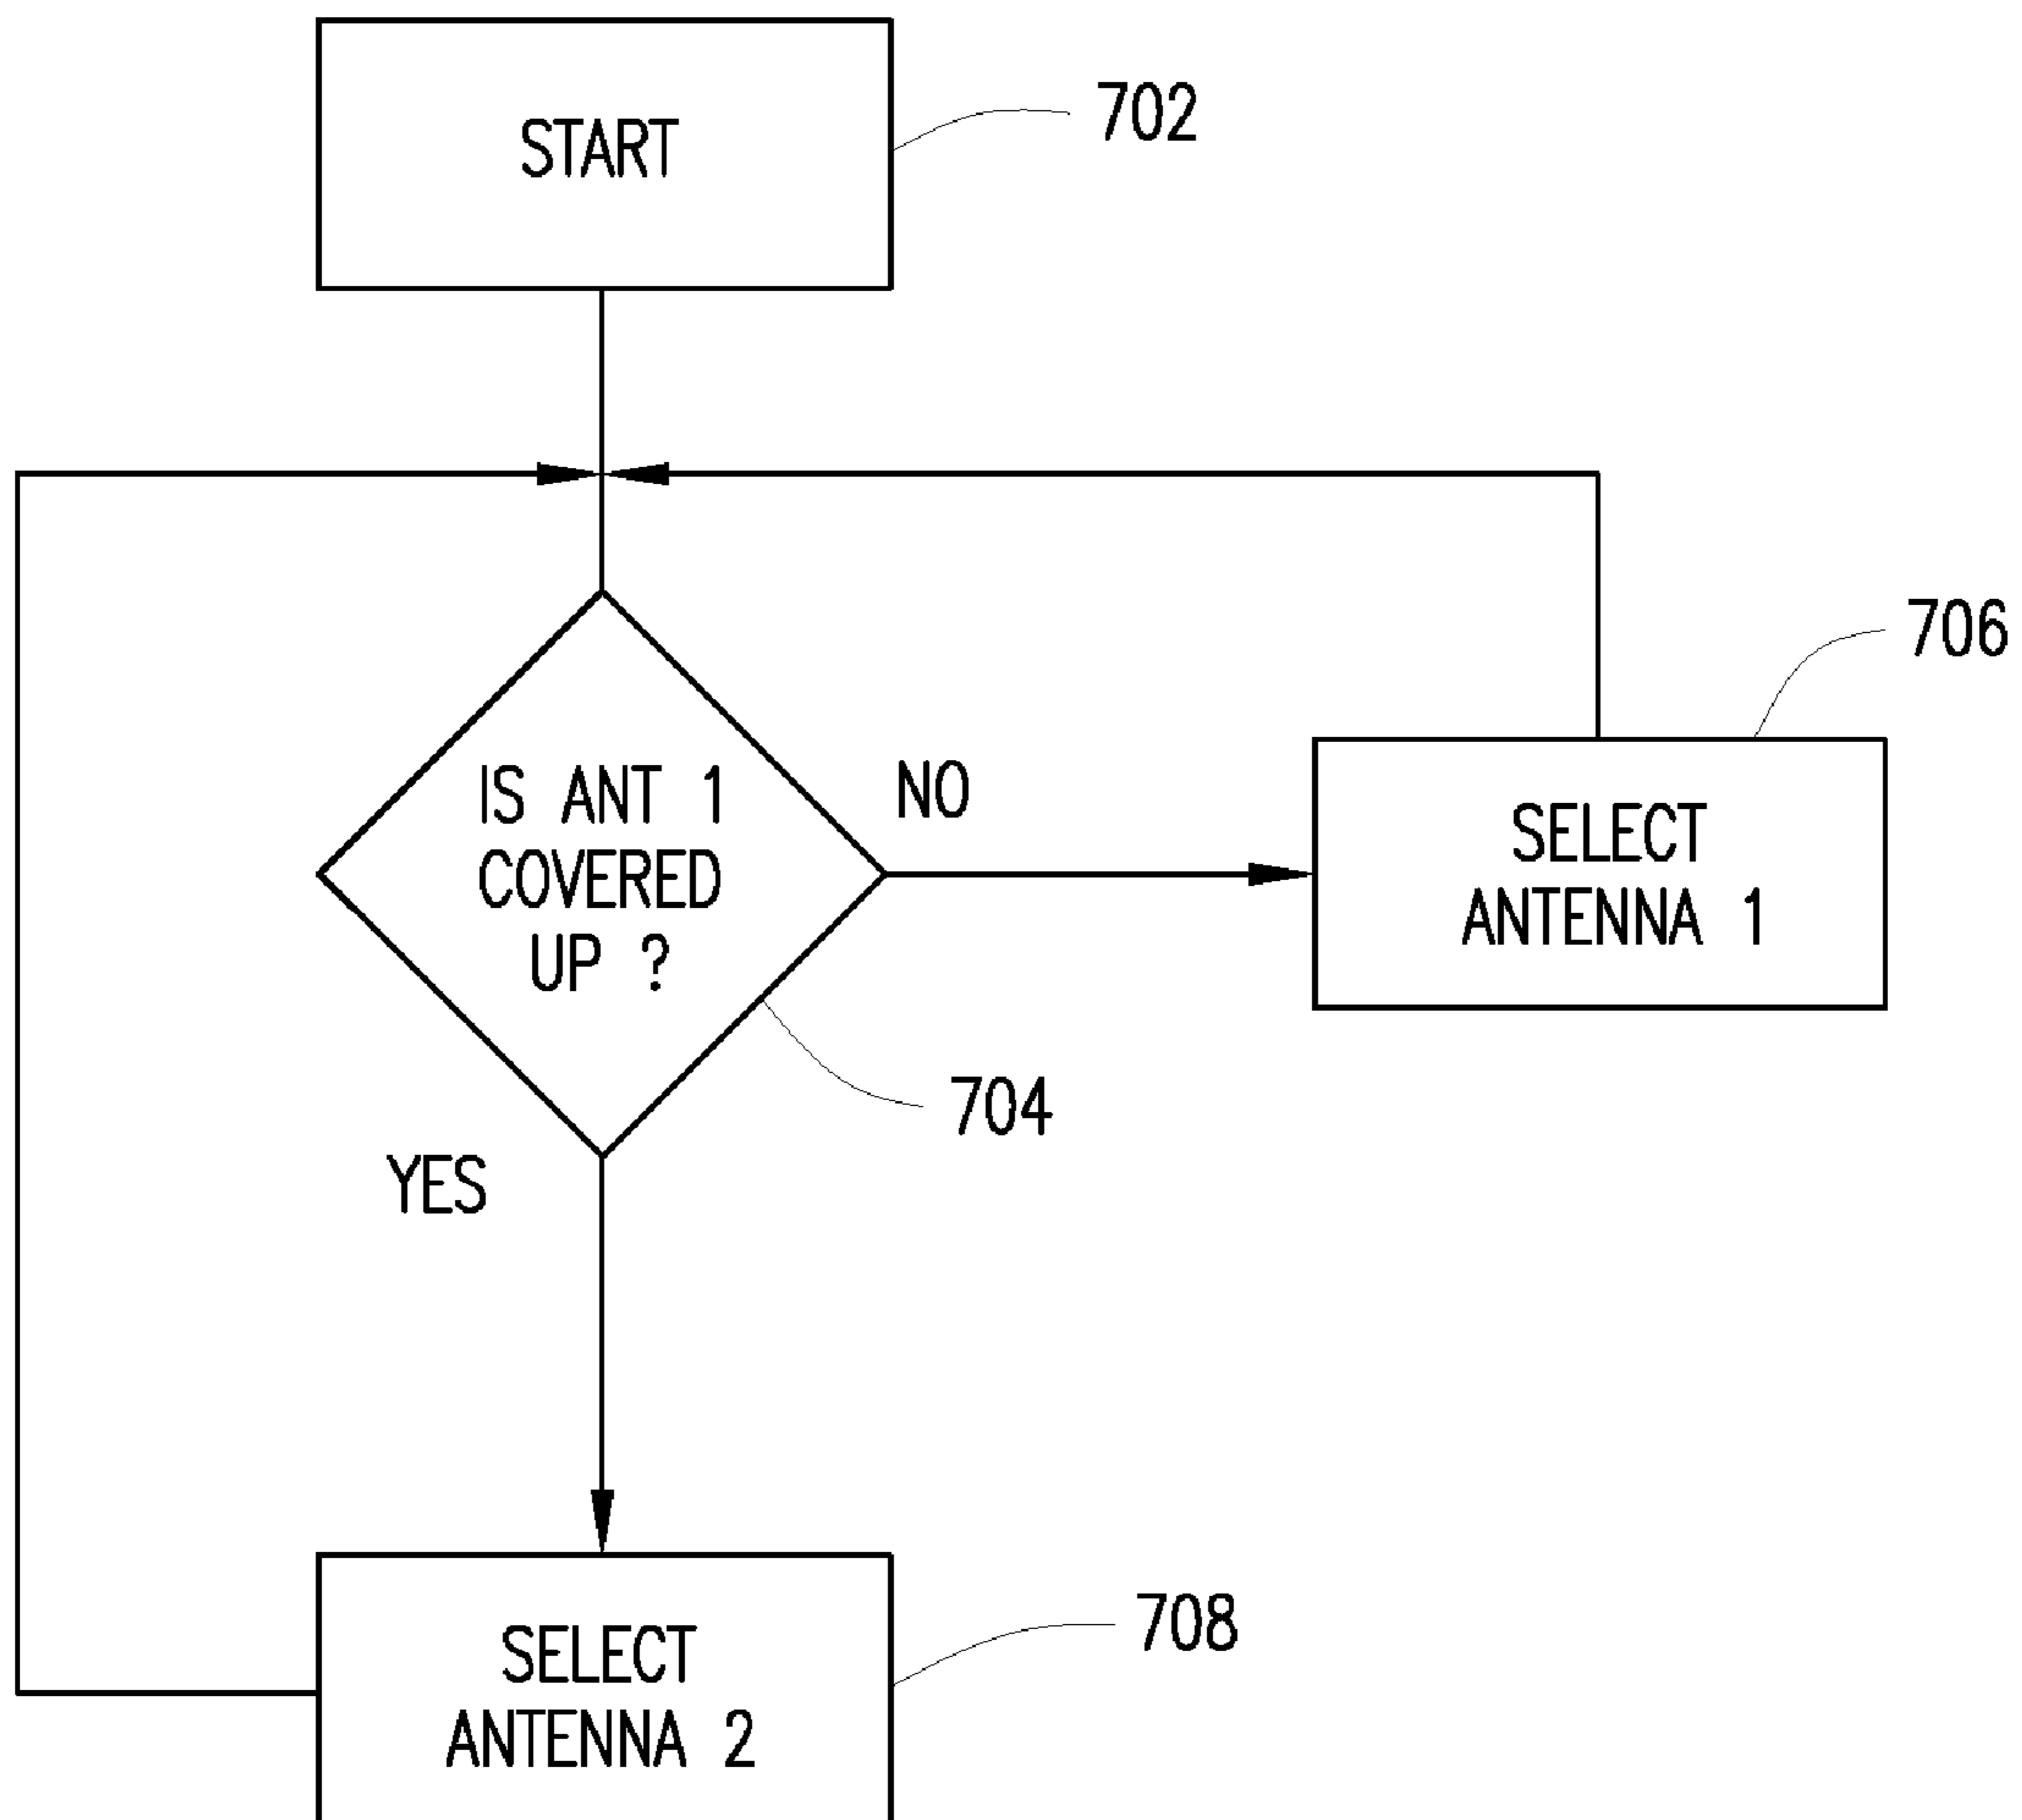 START
702
706
IS ANT 1
COVERED
UP ?
NO
SELECT
ANTENNA 1
704
YES
708
SELECT
ANTENNA 2